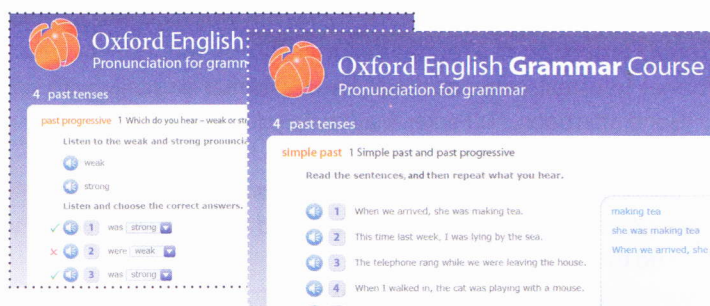 Oxford English
Pronunciation for gramm
4 past tenses
past progressive 1 Which do you hear – weak or str
Listen to the weak and strong pronuncia
weak
strong
Listen and choose the correct answers.
1 was strong
2 were weak
3 was strong
Oxford English Grammar Course
Pronunciation for grammar
4 past tenses
simple past 1 Simple past and past progressive
Read the sentences, and then repeat what you hear.
1 When we arrived, she was making tea.
2 This time last week, I was lying by the sea.
3 The telephone rang while we were leaving the house.
4 When I walked in, the cat was playing with a mouse.
making tea
she was making tea
When we arrived, she